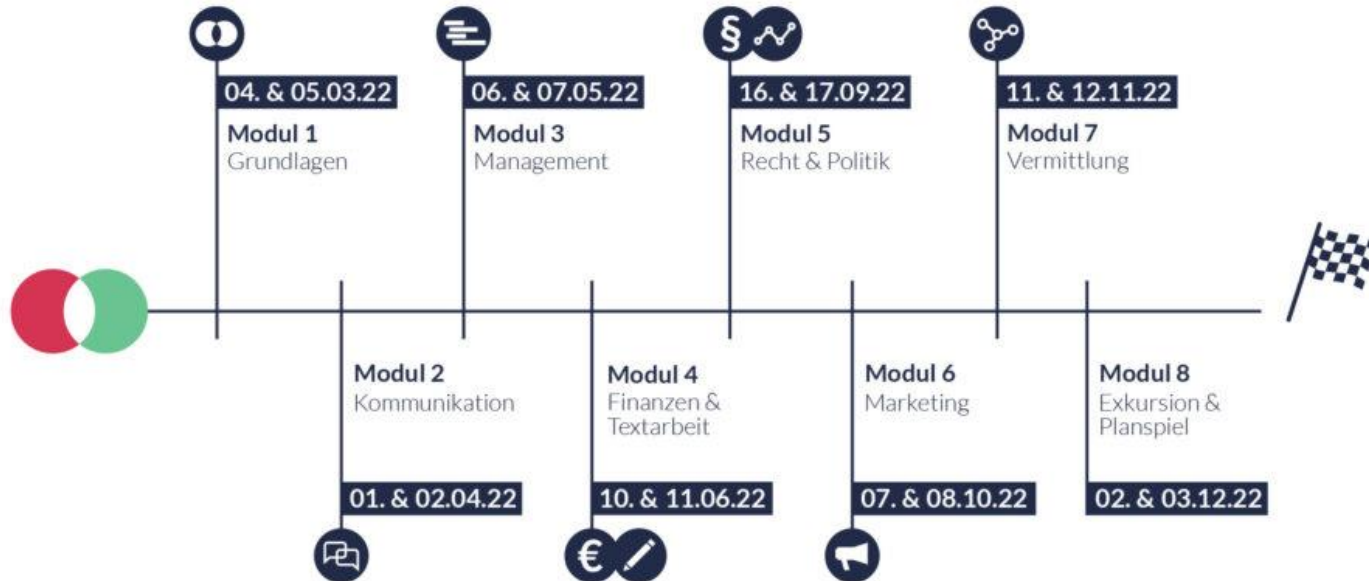 04. & 05.03.22
Modul 1
Grundlagen
06. & 07.05.22
Modul 3
Management
§
16. & 17.09.22
Modul 5
Recht & Politik
11. & 12.11.22
Modul 7
Vermittlung
Modul 2
Kommunikation
01. & 02.04.22
Modul 4
Finanzen &
Textarbeit
10. & 11.06.22
€
Modul 6
Marketing
07. & 08.10.22
Modul 8
Exkursion &
Planspiel
02. & 03.12.22